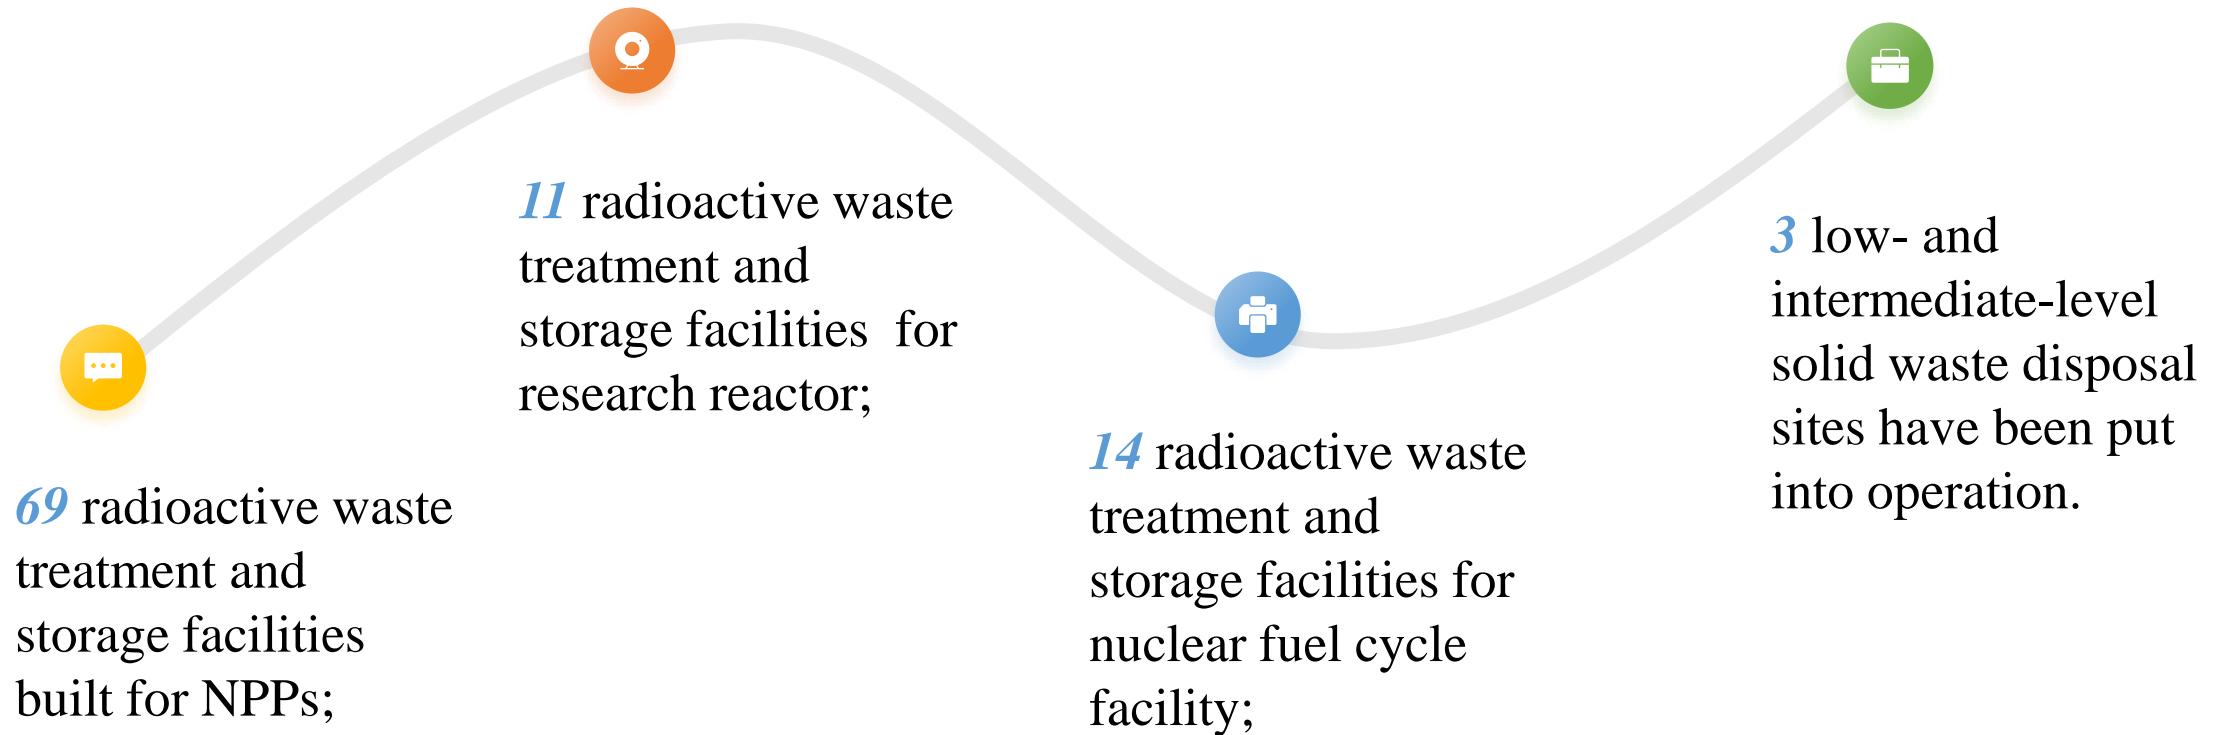 69 radioactive waste
treatment and
storage facilities
built for NPPs;
11 radioactive waste
treatment and
storage facilities  for
research reactor;
14 radioactive waste
treatment and
storage facilities for
nuclear fuel cycle
facility;
3 low- and
intermediate-level
solid waste disposal
sites have been put
into operation.